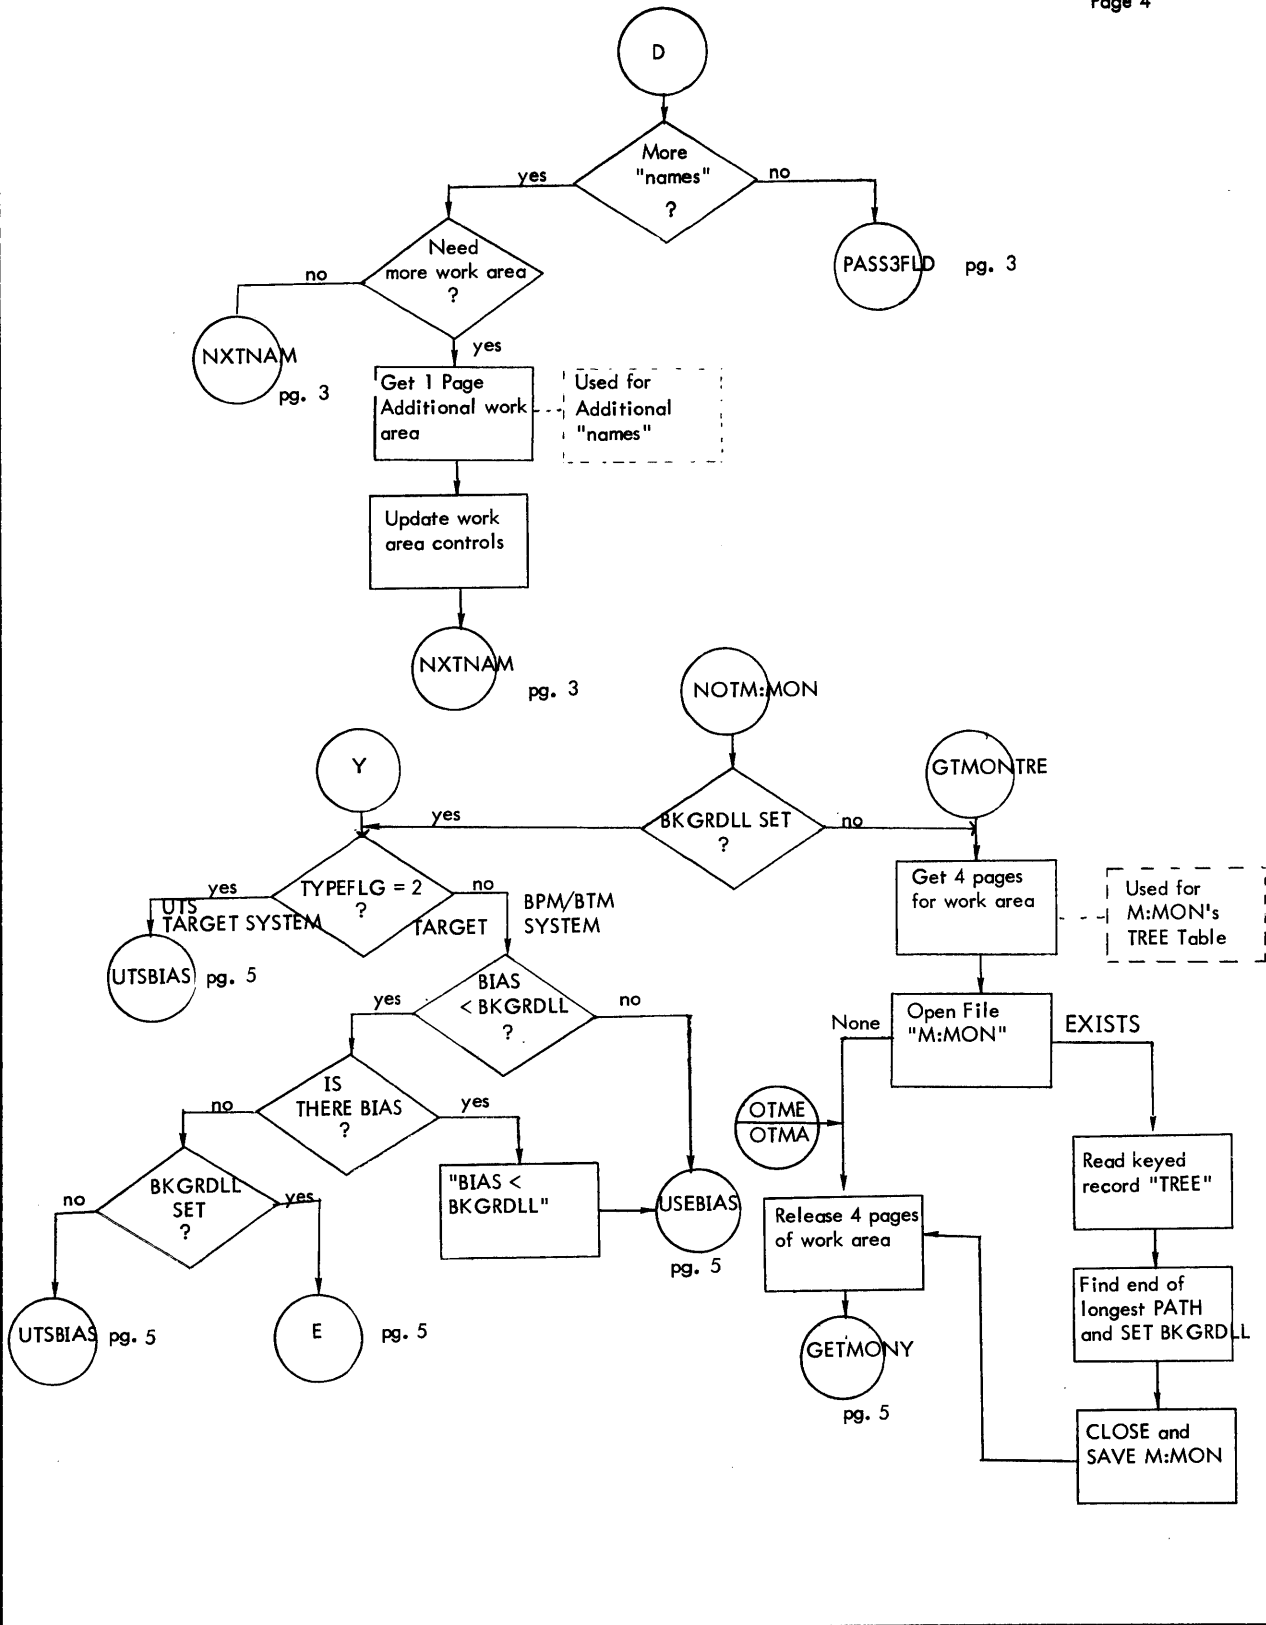 Page 4
D
More
"names"
?
yes
no
PASS3FLD
pg. 3
Need
more work area
?
no
yes
NXTNAM
pg. 3
Get 1 Page
Additional work
area
Used for
Additional
"names"
Update work
area controls
NXTNAM
pg. 3
NOTM:MON
Y
GTMONTRE
BKGRDLL SET
?
yes
no
TYPEFLG = 2
?
yes
UTS
TARGET SYSTEM
no
BPM/BTM
TARGET SYSTEM
UTSBIAS
pg. 5
Get 4 pages
for work area
Used for
M:MON's
TREE Table
BIAS
< BKGRDLL
?
yes
no
Open File
"M:MON"
None
EXISTS
IS
THERE BIAS
?
no
yes
OTME
OTMA
BKGRDLL
SET
?
no
yes
"BIAS <
BKGRDLL"
USEBIAS
pg. 5
Read keyed
record "TREE"
Release 4 pages
of work area
Find end of
longest PATH
and SET BKGRDLL
UTSBIAS
pg. 5
E
pg. 5
GETMONY
pg. 5
CLOSE and
SAVE M:MON